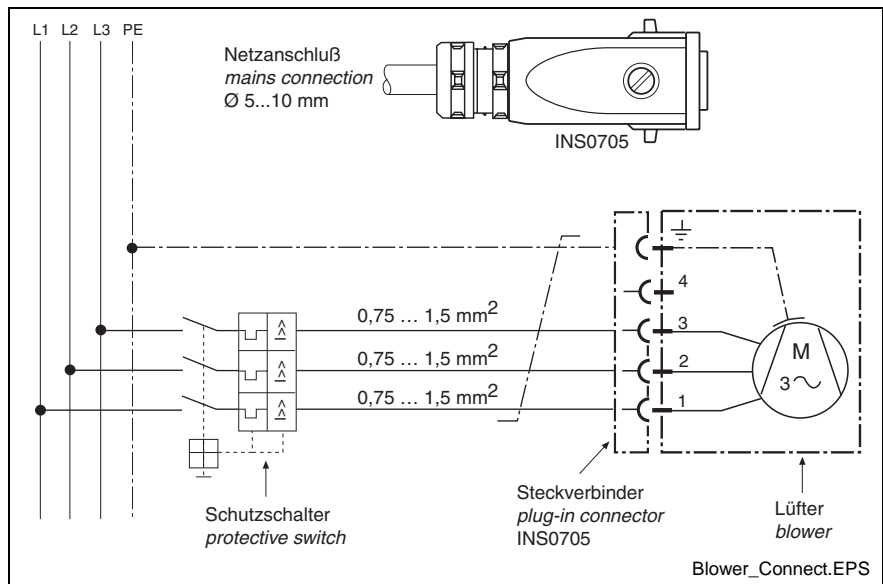 L1 L2 L3 PE
Netzanschluß
mains connection
Ø 5...10 mm
INS0705
4
0,75 ... 1,5 mm²
3
0,75 ... 1,5 mm²
2
0,75 ... 1,5 mm²
1
M
3~
>>
>>
>>
Schutzschalter
protective switch
Steckverbinder
plug-in connector
INS0705
Lüfter
blower
Blower_Connect.EPS